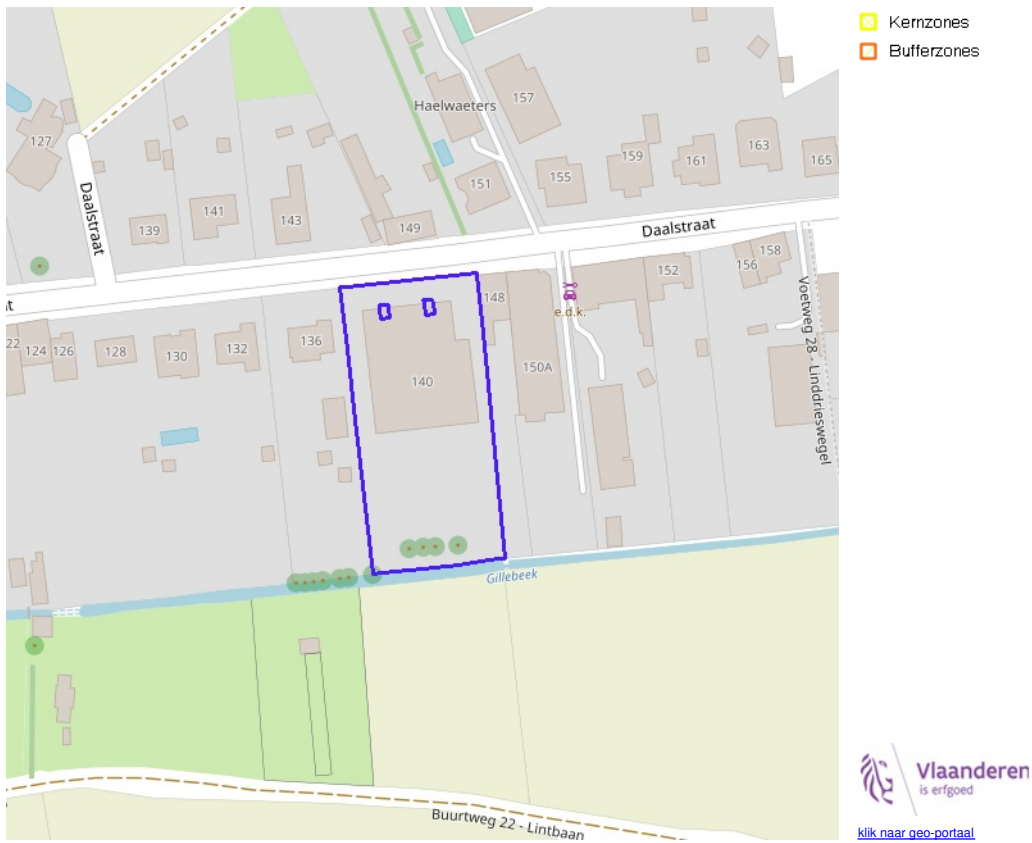 Kernzones
Bufferzones
Haelwaeters
157
127
159
163
161
165
155
151
141
143
139
149
Daalstraat
Daalstraat
158
156
152
148
e.d.k.
at
22
124
126
128
130
132
136
140
150A
Voetweg 28 - Linddrieswegel
Gillebeek
Buurtweg 22 - Lintbaan
Vlaanderen
is erfgoed
klik naar geo-portaal